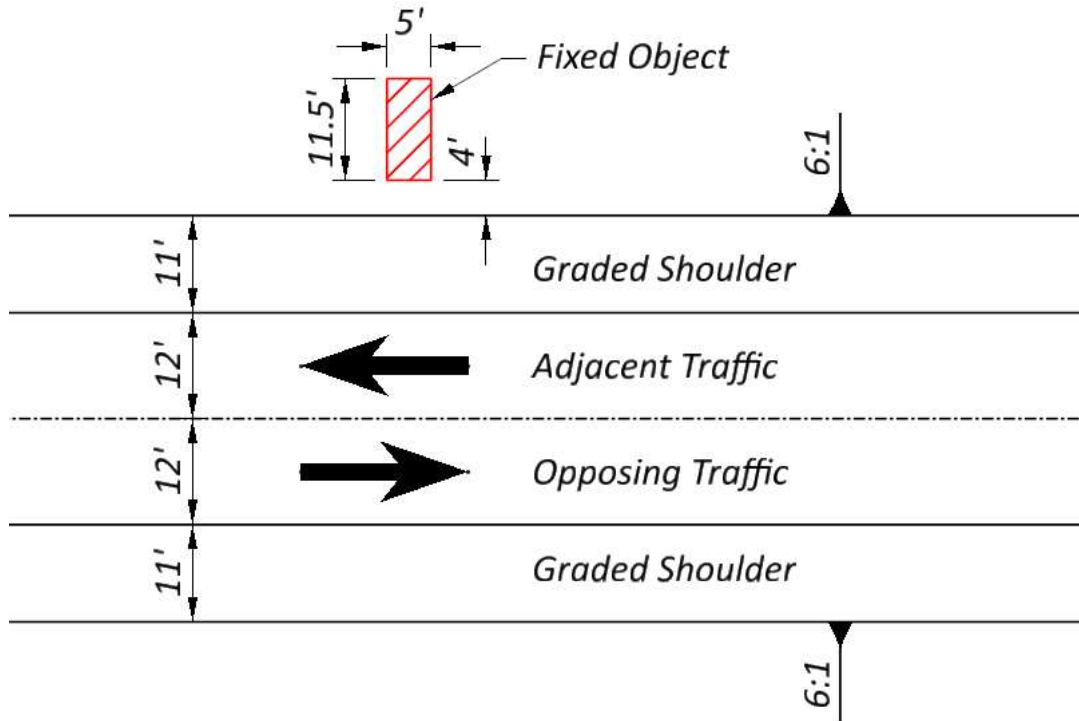 5'
Fixed Object
11.5'
4'
6:1
11'
Graded Shoulder
12'
Adjacent Traffic
12'
Opposing Traffic
11'
Graded Shoulder
6:1